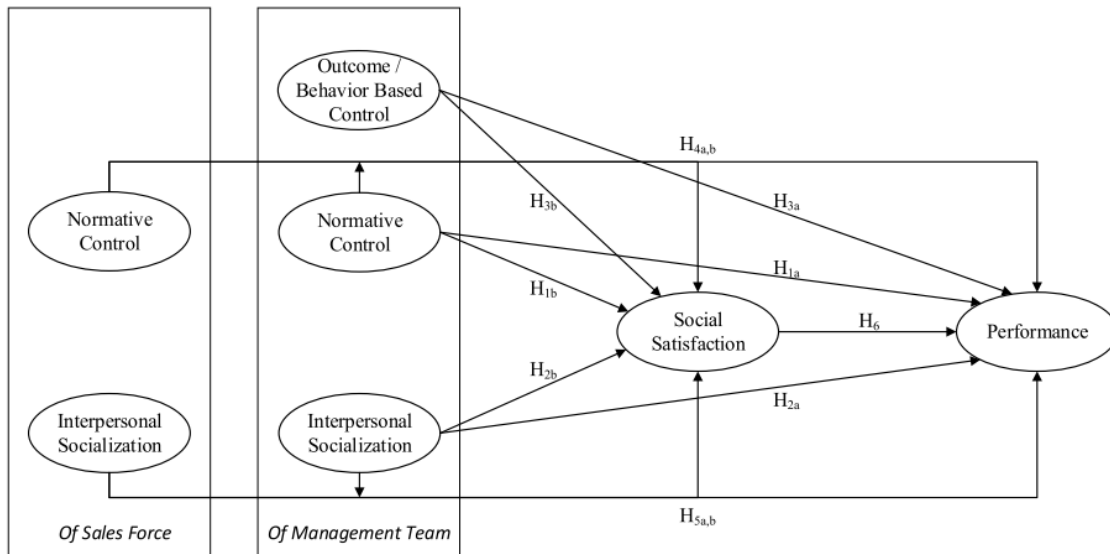 Outcome /
Behavior Based
Control
H4a,b
H3b
H3a
Normative
Control
Normative
Control
H1a
H1b
Social
Satisfaction
H6
Performance
H2b
H2a
Interpersonal
Socialization
Interpersonal
Socialization
H5a,b
Of Sales Force
Of Management Team